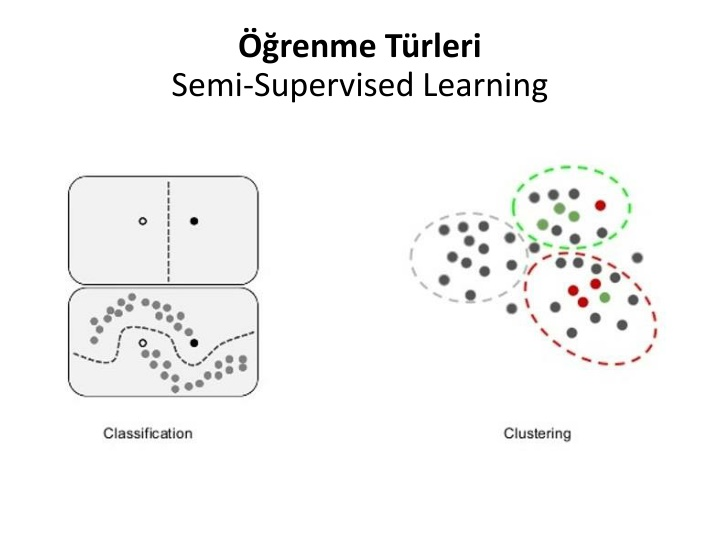 Öğrenme Türleri
Semi-Supervised Learning
Classification
Clustering